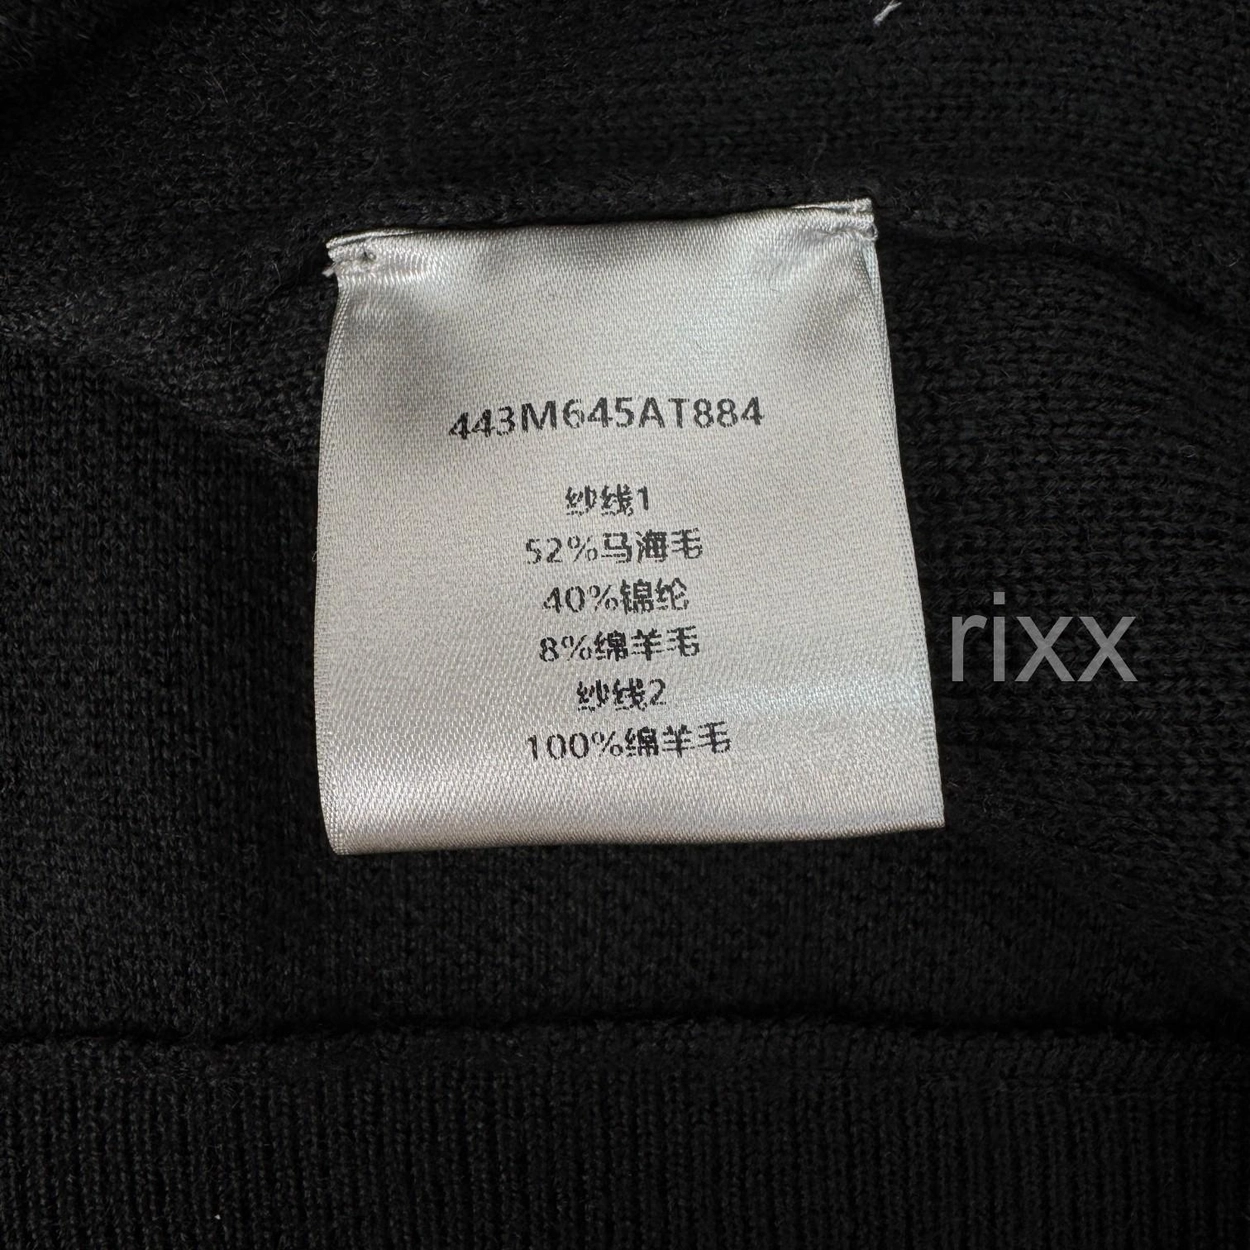 443M645AT884
纱线1
52%马海毛
40%锦纶
8%绵羊毛
纱线2
100%绵羊毛
rixx